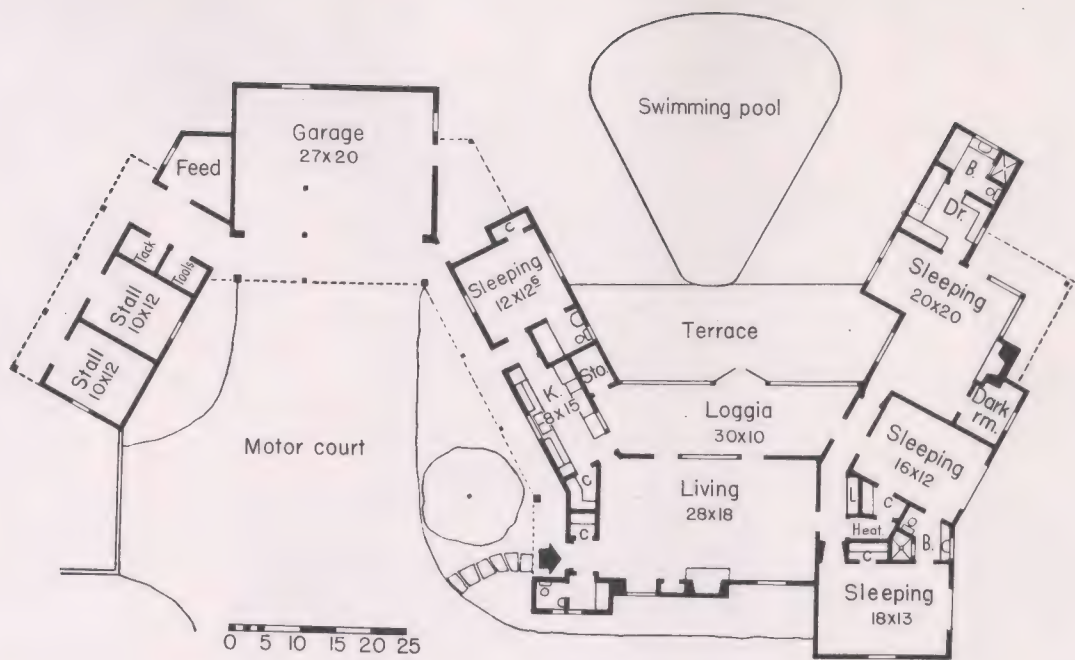 Swimming pool
Garage
27x20
Feed
Tack
Tools
Stall
10x12
Stall
10x12
C
Sleeping
12x12⁶
Sto.
K.
8x15
C
C
Motor court
Terrace
Loggia
30x10
Living
28x18
B.
Dr.
Sleeping
20x20
Dark
rm.
Sleeping
16x12
L
C
Heat
C
B.
Sleeping
18x13
0 5 10 15 20 25